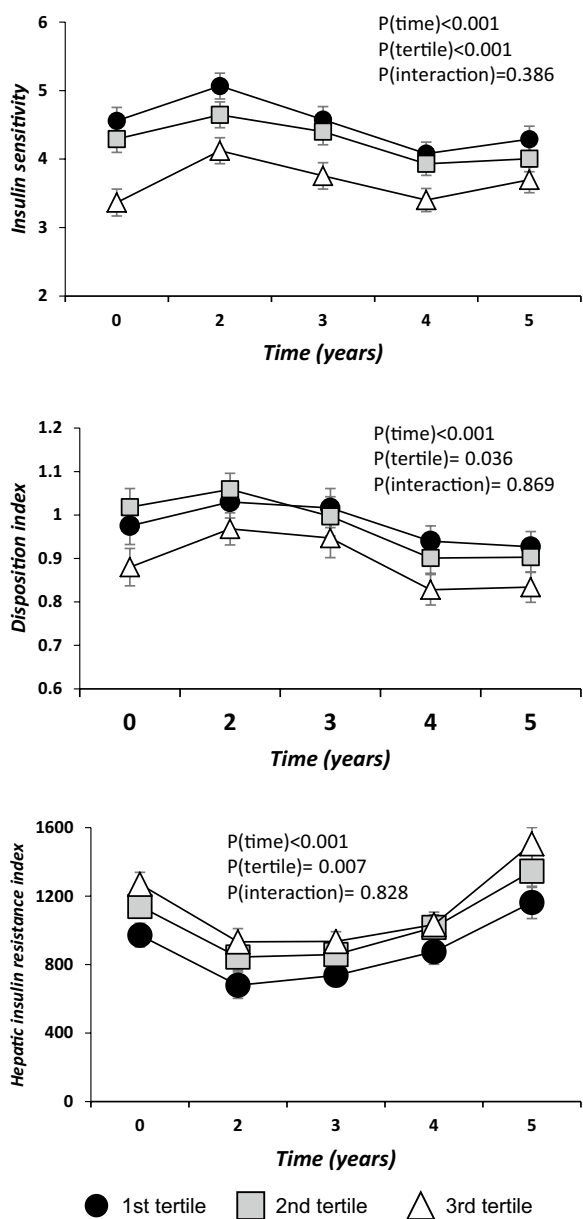 P(time)<0.001
P(tertile)<0.001
P(interaction)=0.386
Insulin sensitivity
6
5
4
3
2
0 2 3 4 5
Time (years)
P(time)<0.001
P(tertile)= 0.036
P(interaction)= 0.869
Disposition index
1.2
1.1
1
0.9
0.8
0.7
0.6
0 2 3 4 5
Time (years)
P(time)<0.001
P(tertile)= 0.007
P(interaction)= 0.828
Hepatic insulin resistance index
1600
1200
800
400
0
0 2 3 4 5
Time (years)
1st tertile 2nd tertile 3rd tertile